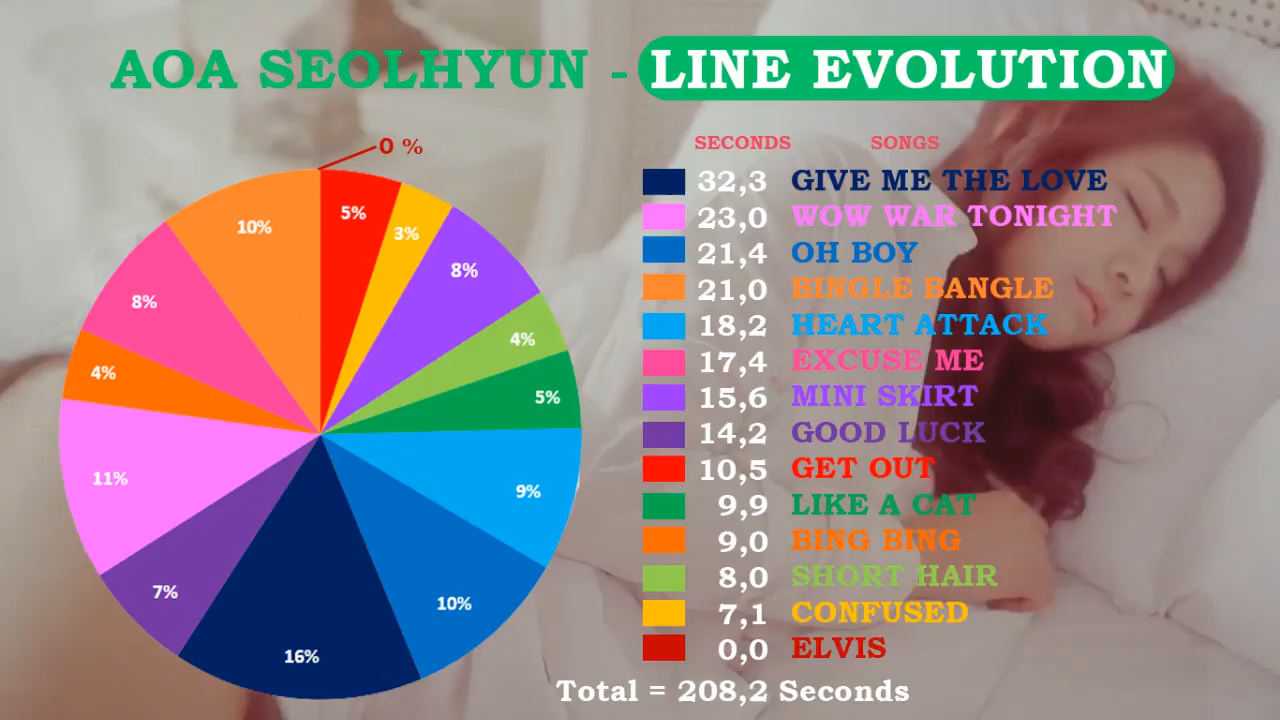 AOA SEOLHYUN - LINE EVOLUTION
0 %
SECONDS SONGS
32,3 GIVE ME THE LOVE
23,0 WOW WAR TONIGHT
21,4 OH BOY
21,0 BINGLE BANGLE
18,2 HEART ATTACK
17,4 EXCUSE ME
15,6 MINI SKIRT
14,2 GOOD LUCK
10,5 GET OUT
9,9 LIKE A CAT
9,0 BING BING
8,0 SHORT HAIR
7,1 CONFUSED
0,0 ELVIS
Total = 208,2 Seconds
5%
3%
8%
4%
5%
9%
10%
16%
7%
11%
4%
8%
10%